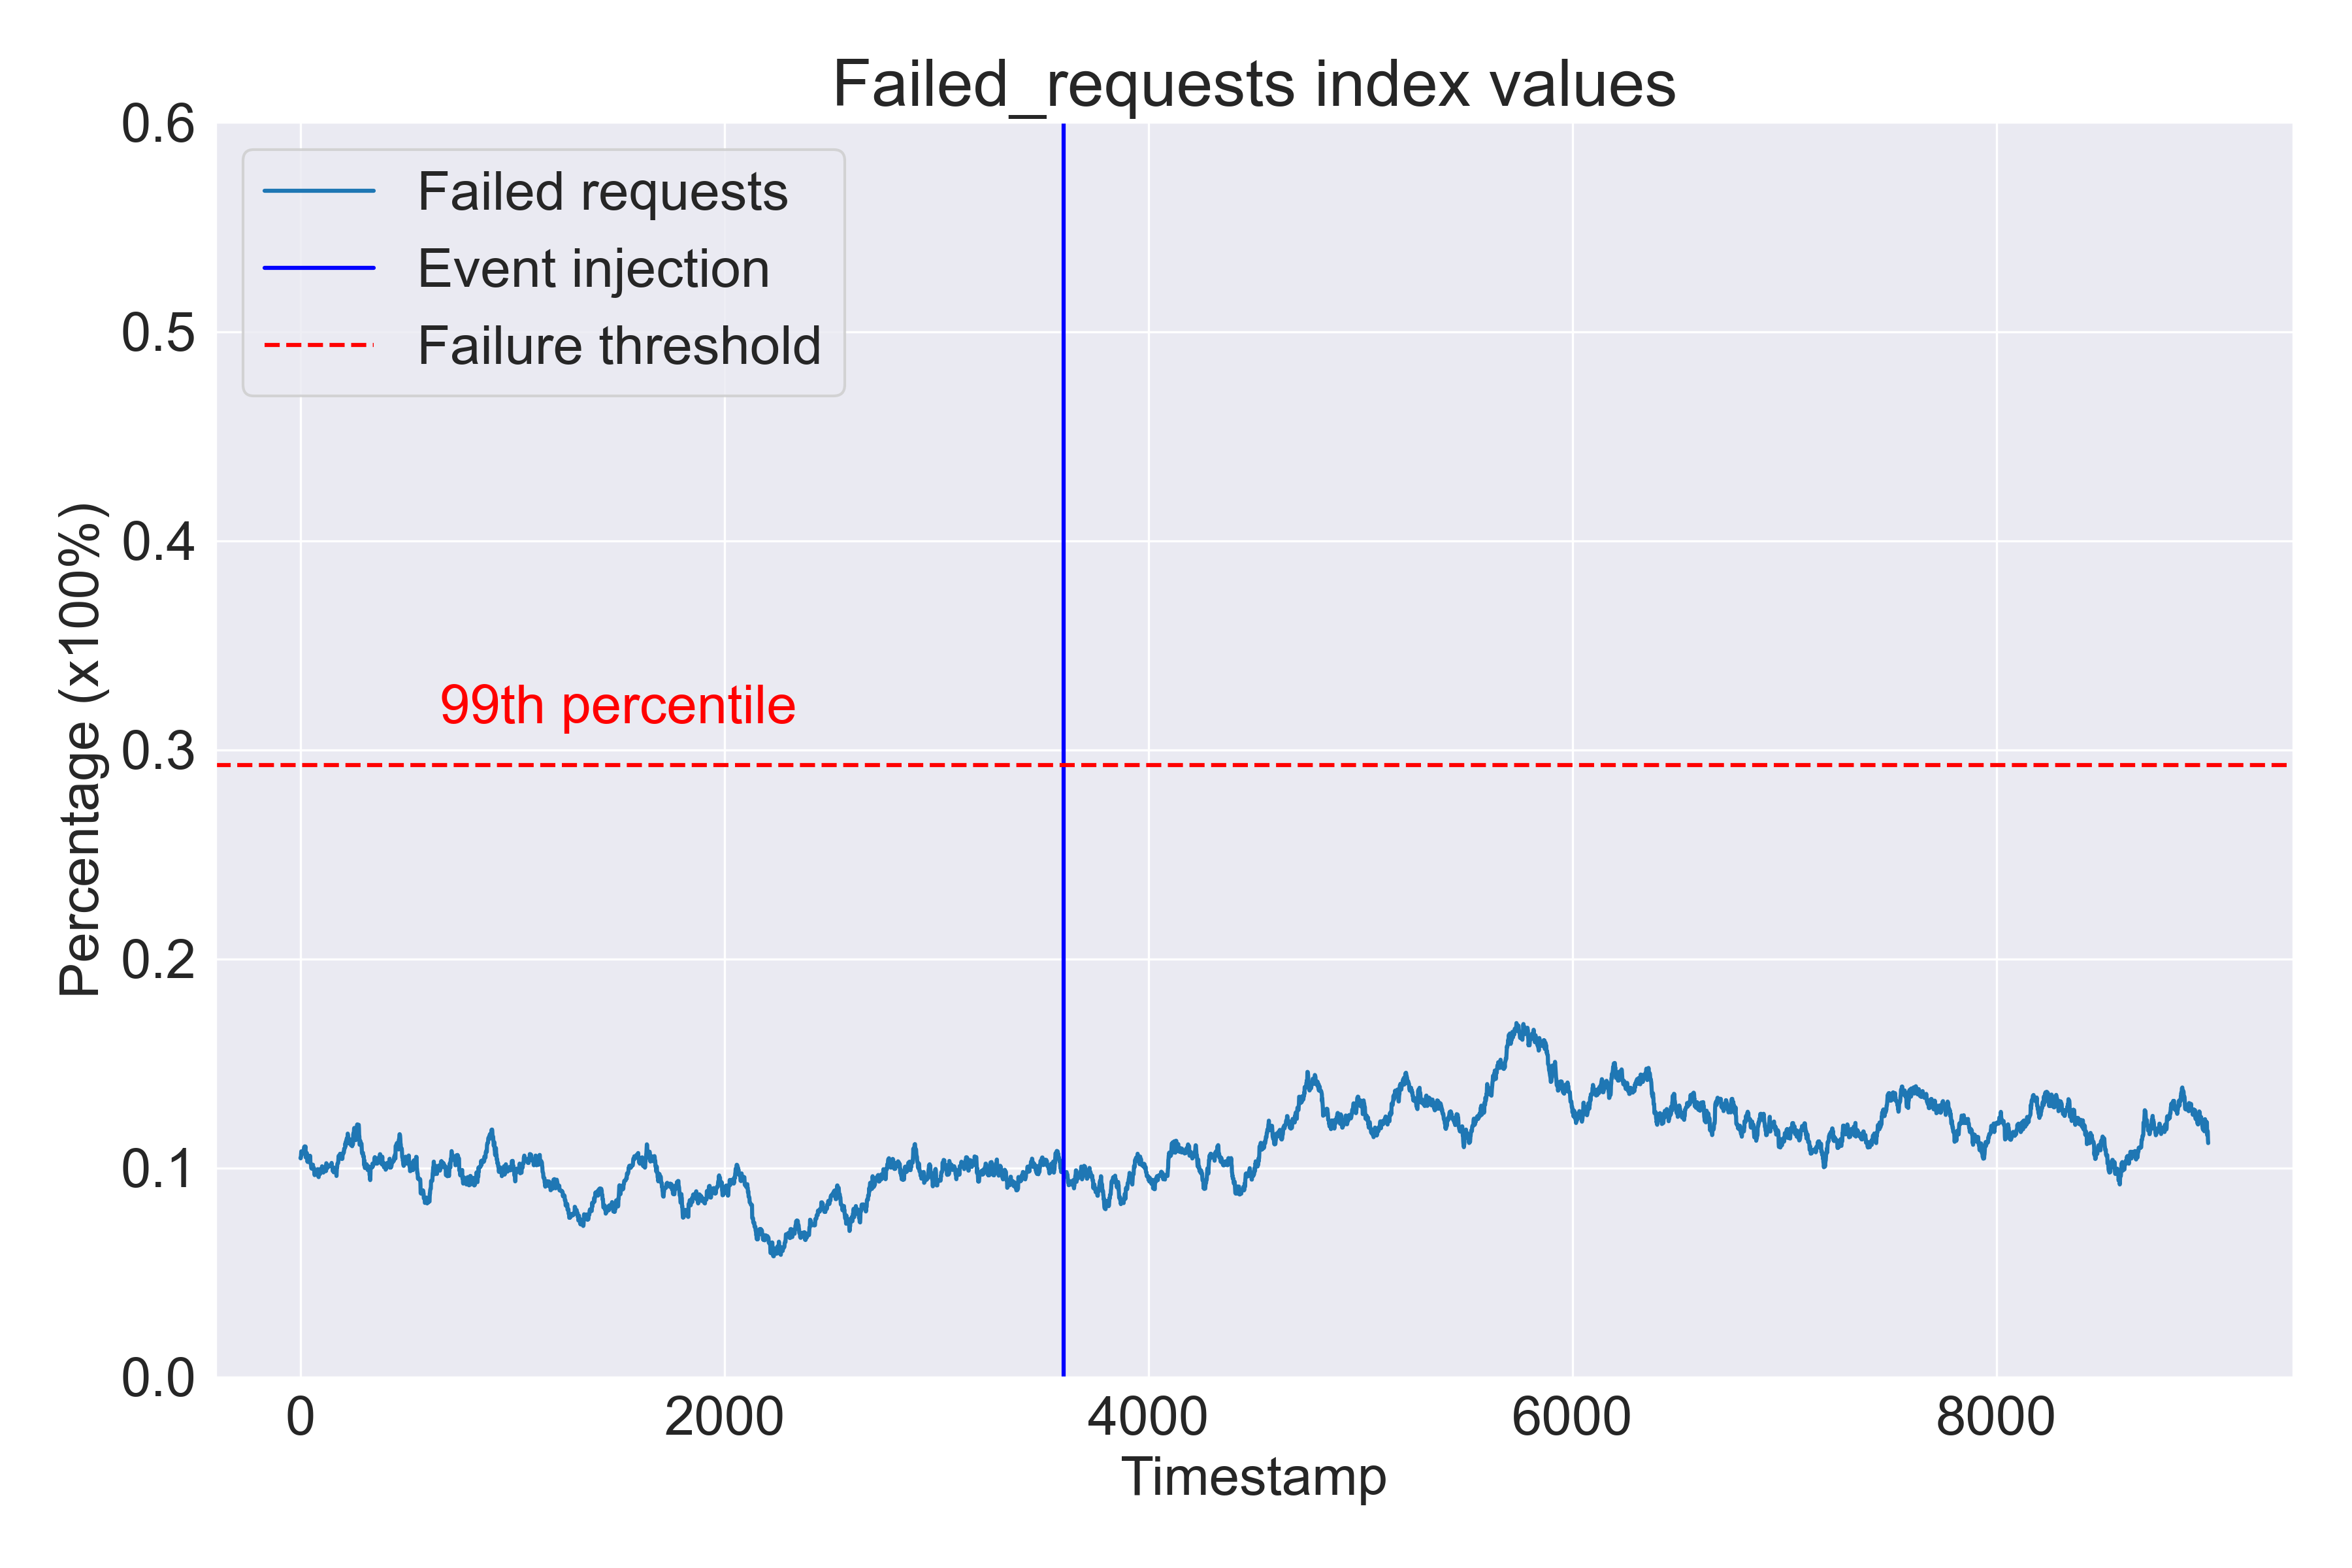 Failed_requests index values
0.6
0.5
0.4
0.3
0.2
0.1
0.0
Percentage (x100%)
Failed requests
Event injection
Failure threshold
99th percentile
0 2000 4000 6000 8000
Timestamp